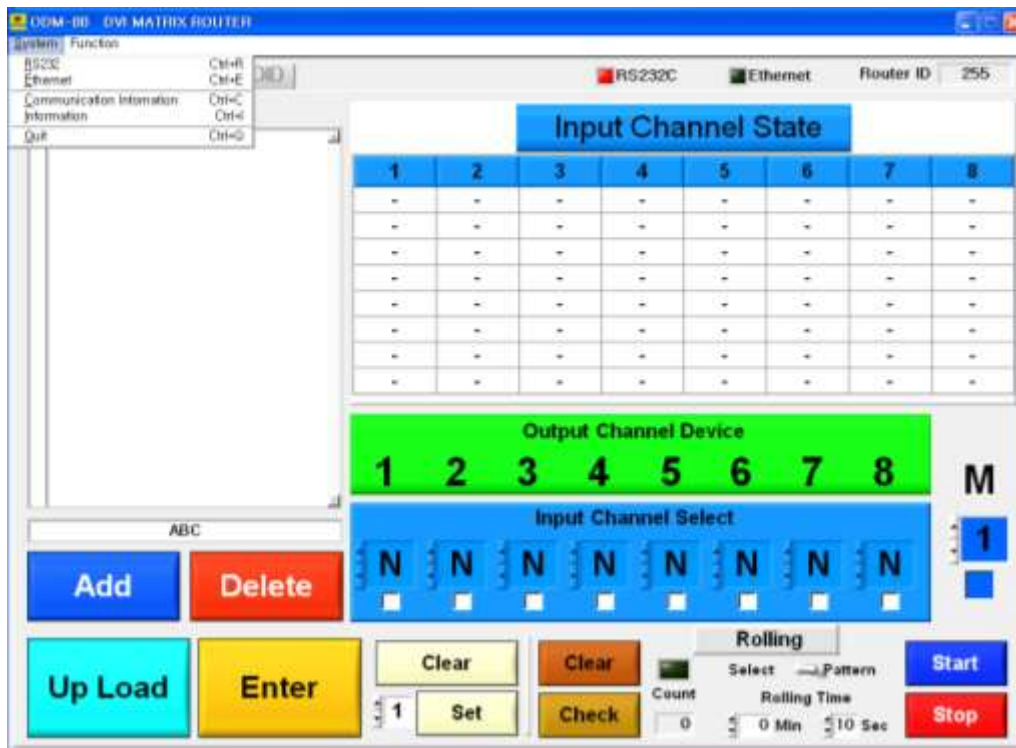 ODM-88 DVI MATRIX ROUTER
System Function
RS232 Ctrl+R
Ethernet Ctrl+E
Communication Infomation Ctrl+C
Information Ctrl+I
Quit Ctrl+Q
RS232C Ethernet Router ID 255
Input Channel State
1 2 3 4 5 6 7 8
- - - - - - - -
- - - - - - - -
- - - - - - - -
- - - - - - - -
- - - - - - - -
- - - - - - - -
- - - - - - - -
- - - - - - - -
Output Channel Device
1 2 3 4 5 6 7 8
M
Input Channel Select
N N N N N N N N
1
ABC
Add Delete
Up Load Enter
Clear
1 Set
Clear
Check
Rolling
Select Pattern
Count
0
Rolling Time
0 Min 10 Sec
Start
Stop